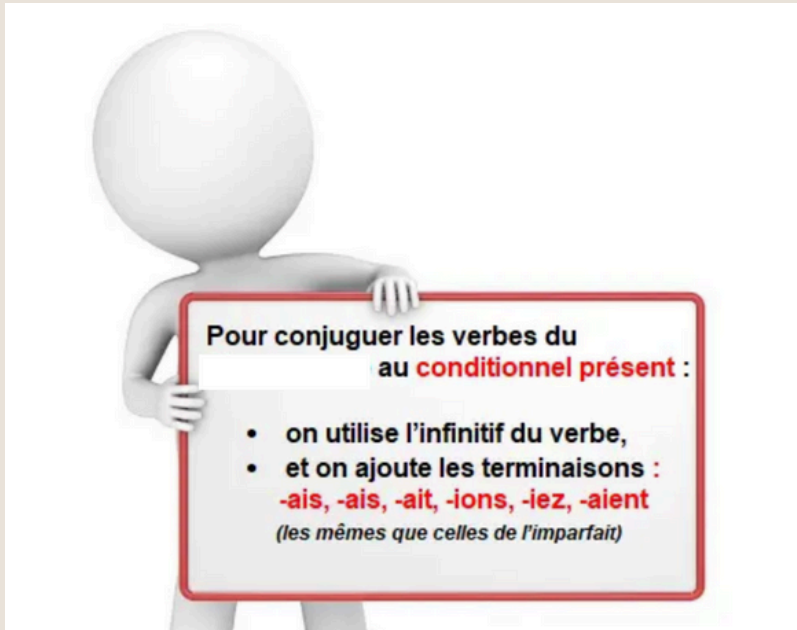 Pour conjuguer les verbes du
au conditionnel présent :
• on utilise l'infinitif du verbe,
• et on ajoute les terminaisons :
-ais, -ais, -ait, -ions, -iez, -aient
(les mêmes que celles de l'imparfait)